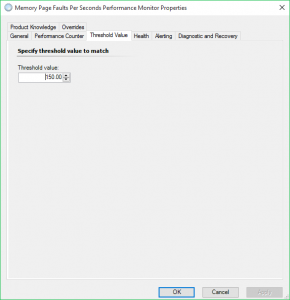 Memory Page Faults Per Seconds Performance Monitor Properties
Product Knowledge Overrides
General Performance Counter Threshold Value Health Alerting Diagnostic and Recovery
Specify threshold value to match
Threshold value:
150.00
OK Cancel Apply